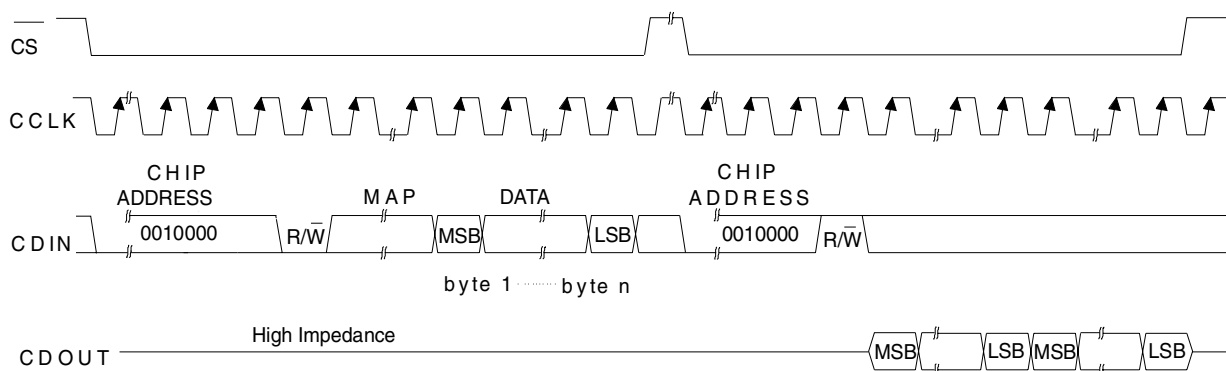 CS
CCLK
CHIP
ADDRESS
MAP
DATA
CHIP
ADDRESS
CDIN
0010000
R/W
MSB
LSB
0010000
R/W
byte 1 ········ byte n
High Impedance
CDOUT
MSB
LSB
MSB
LSB